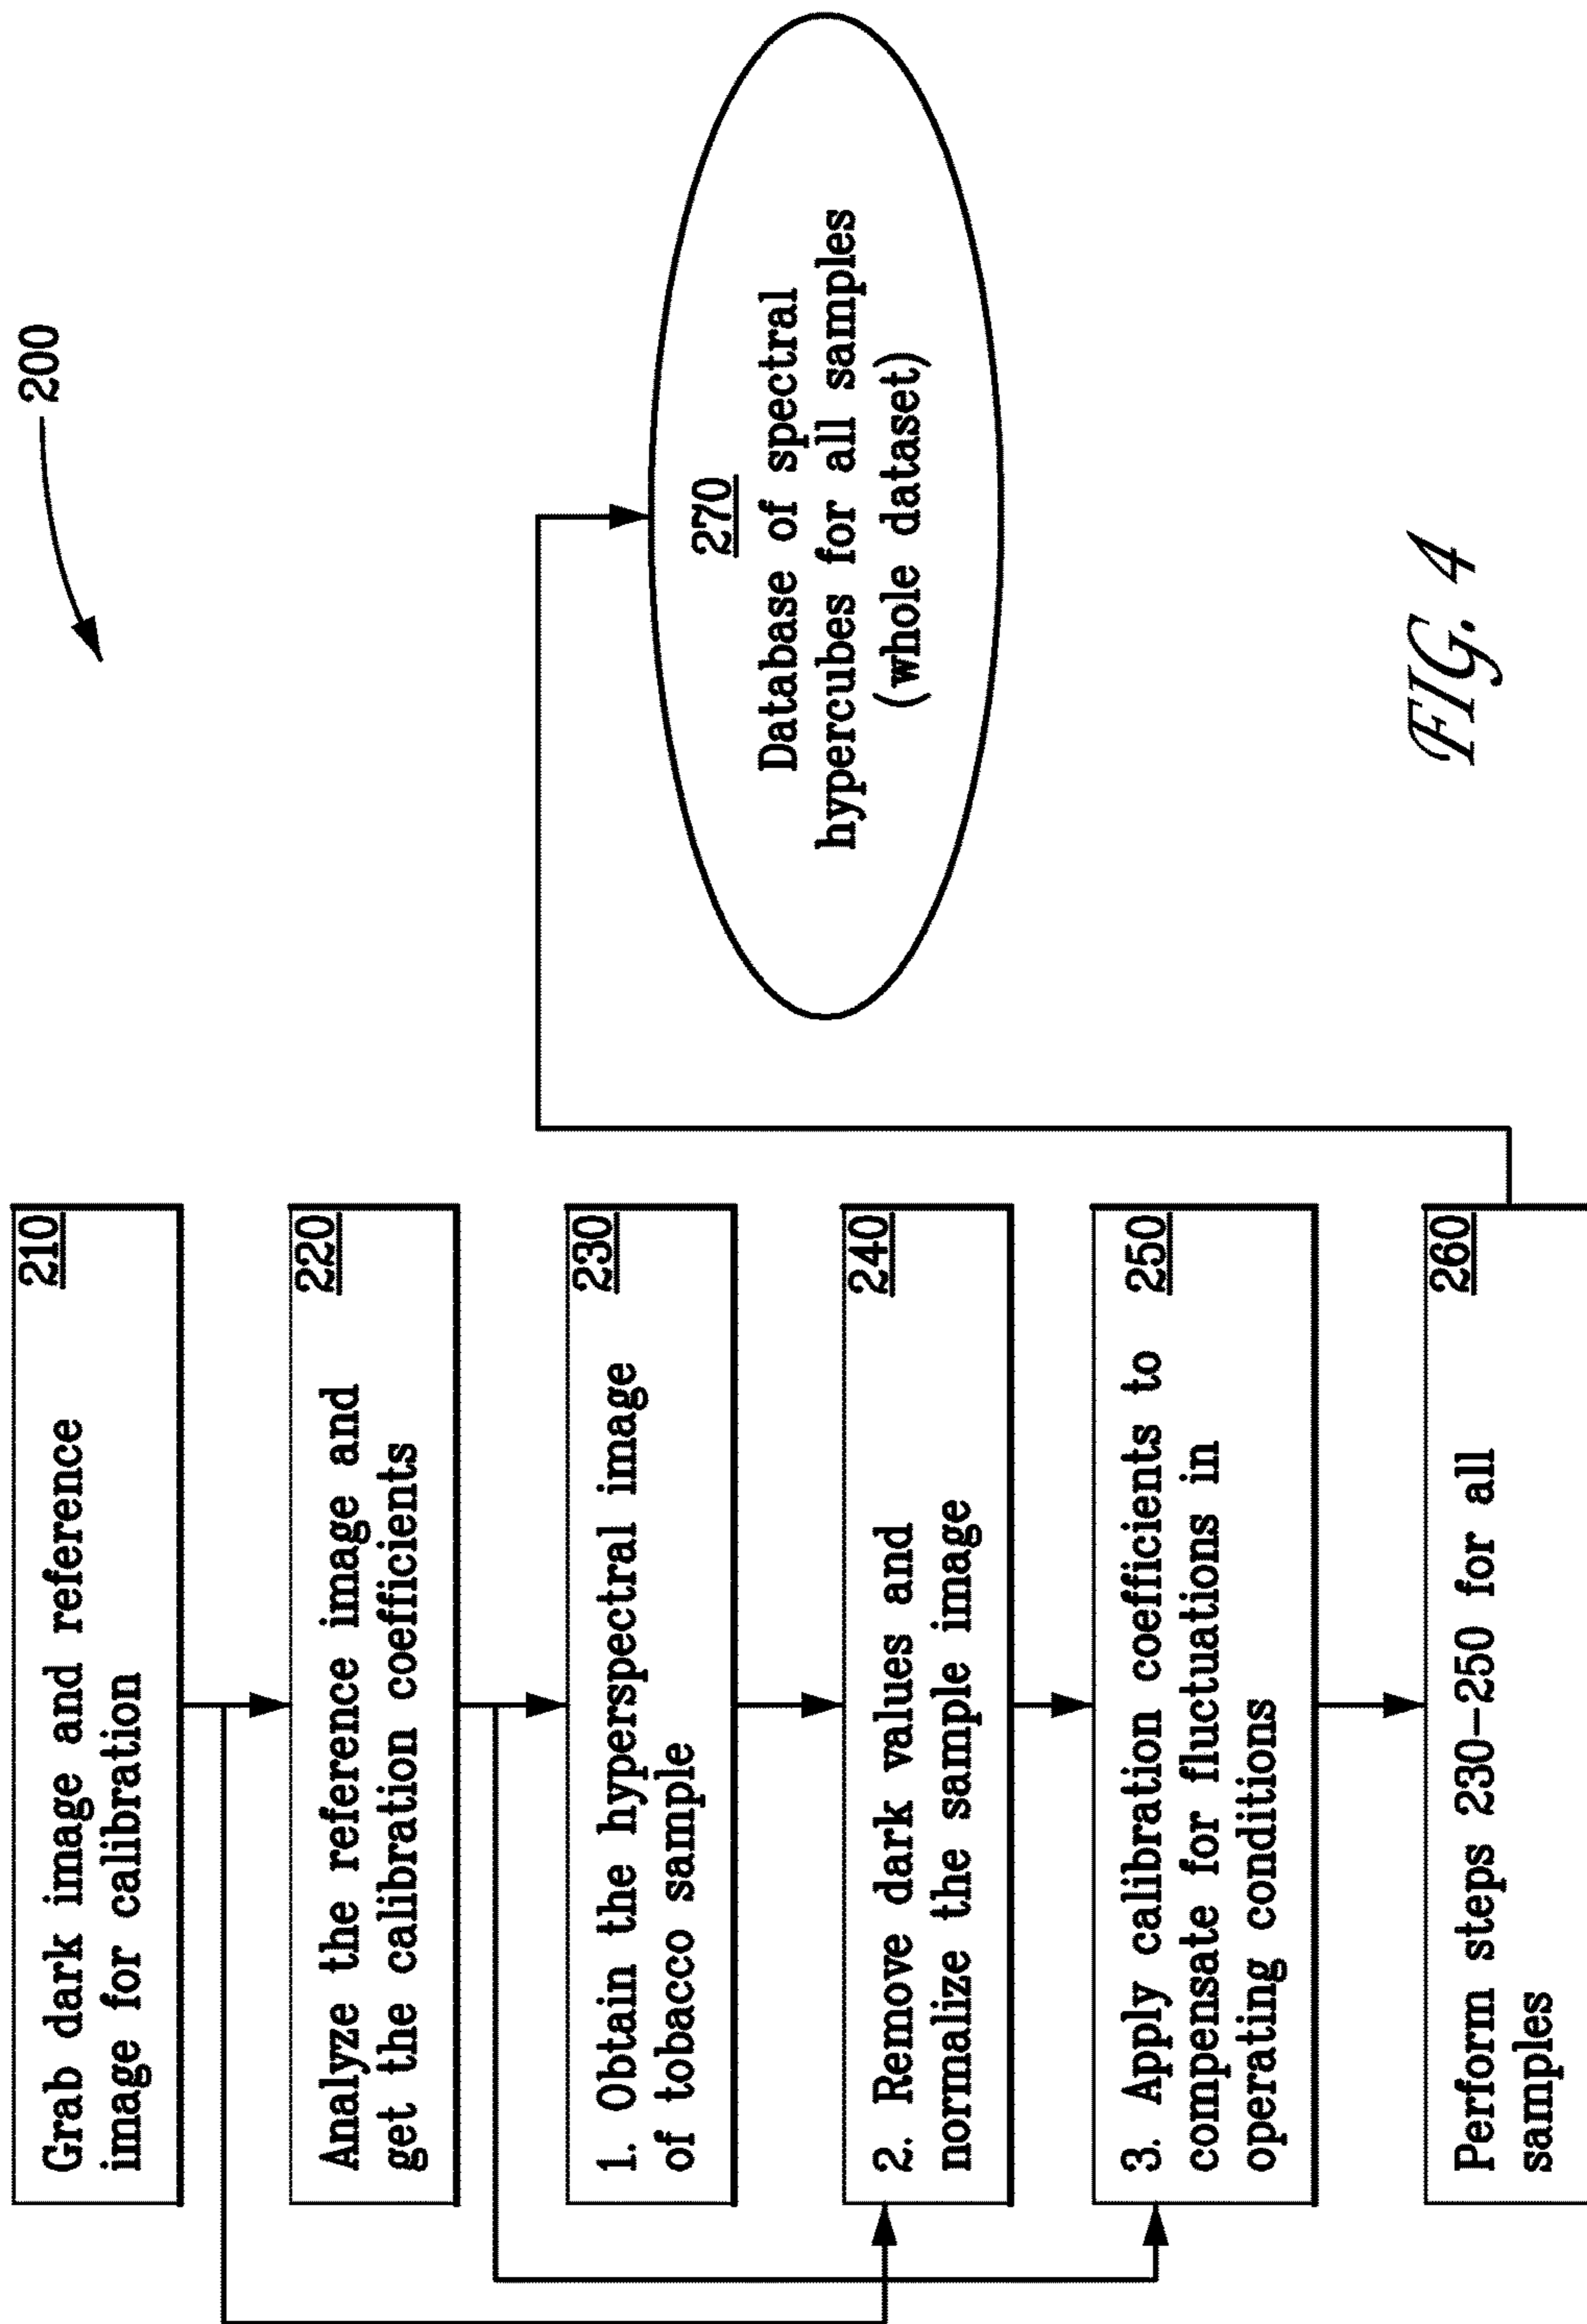 200
210
Grab dark image and reference
image for calibration
220
Analyze the reference image and
get the calibration coefficients
230
1. Obtain the hyperspectral image
of tobacco sample
240
2. Remove dark values and
normalize the sample image
250
3. Apply calibration coefficients to
compensate for fluctuations in
operating conditions
260
Perform steps 230-250 for all
samples
270
Database of spectral
hypercubes for all samples
(whole dataset)
FIG. 4